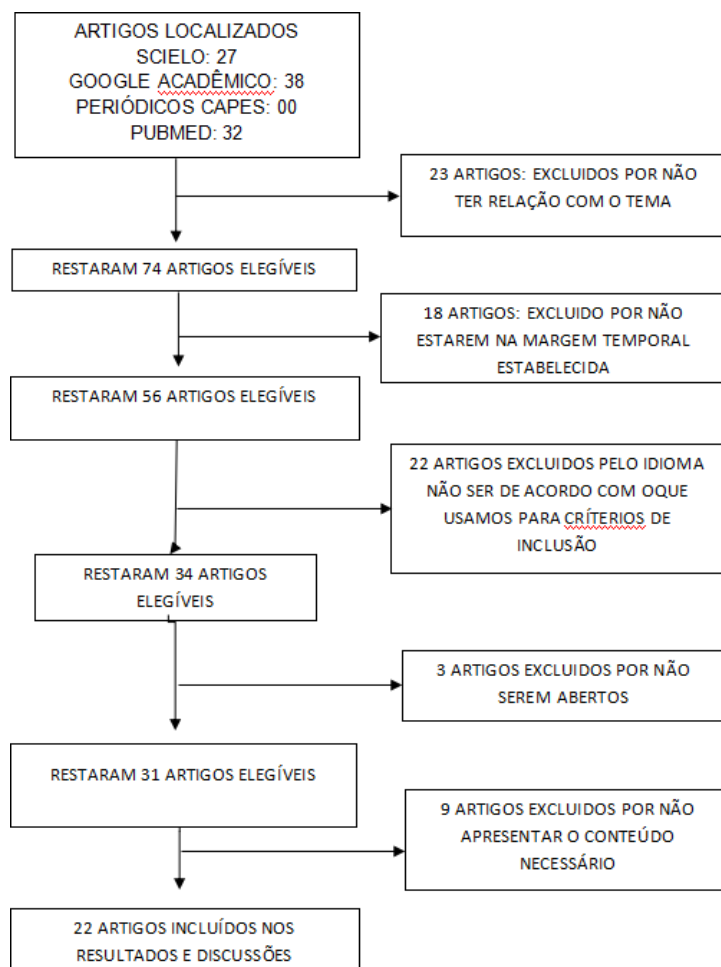 ARTIGOS LOCALIZADOS
SCIELO: 27
GOOGLE ACADÊMICO: 38
PERIÓDICOS CAPES: 00
PUBMED: 32
23 ARTIGOS: EXCLUIDOS POR NÃO
TER RELAÇÃO COM O TEMA
RESTARAM 74 ARTIGOS ELEGÍVEIS
18 ARTIGOS: EXCLUIDO POR NÃO
ESTAREM NA MARGEM TEMPORAL
ESTABELECIDA
RESTARAM 56 ARTIGOS ELEGÍVEIS
22 ARTIGOS EXCLUIDOS PELO IDIOMA
NÃO SER DE ACORDO COM OQUE
USAMOS PARA CRÍTERIOS DE
INCLUSÃO
RESTARAM 34 ARTIGOS
ELEGÍVEIS
3 ARTIGOS EXCLUIDOS POR NÃO
SEREM ABERTOS
RESTARAM 31 ARTIGOS ELEGÍVEIS
9 ARTIGOS EXCLUIDOS POR NÃO
APRESENTAR O CONTEÚDO
NECESSÁRIO
22 ARTIGOS INCLUÍDOS NOS
RESULTADOS E DISCUSSÕES